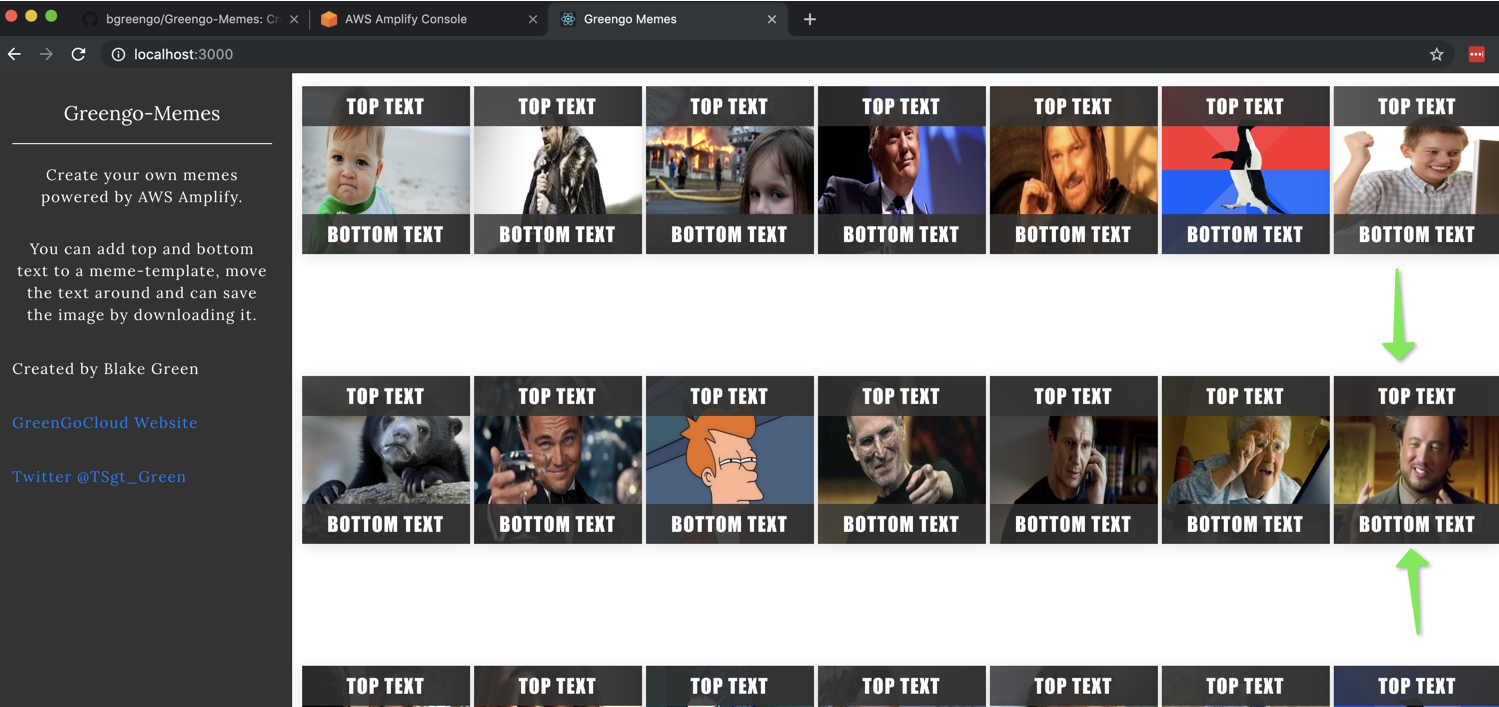 bgreengo/Greengo-Memes: Cr
AWS Amplify Console
Greengo Memes
localhost:3000
Greengo-Memes
Create your own memes
powered by AWS Amplify.
You can add top and bottom
text to a meme-template, move
the text around and can save
the image by downloading it.
Created by Blake Green
GreenGoCloud Website
Twitter @TSgt_Green
TOP TEXT TOP TEXT TOP TEXT TOP TEXT TOP TEXT TOP TEXT TOP TEXT
BOTTOM TEXT BOTTOM TEXT BOTTOM TEXT BOTTOM TEXT BOTTOM TEXT BOTTOM TEXT BOTTOM TEXT
TOP TEXT TOP TEXT TOP TEXT TOP TEXT TOP TEXT TOP TEXT TOP TEXT
BOTTOM TEXT BOTTOM TEXT BOTTOM TEXT BOTTOM TEXT BOTTOM TEXT BOTTOM TEXT BOTTOM TEXT
TOP TEXT TOP TEXT TOP TEXT TOP TEXT TOP TEXT TOP TEXT TOP TEXT